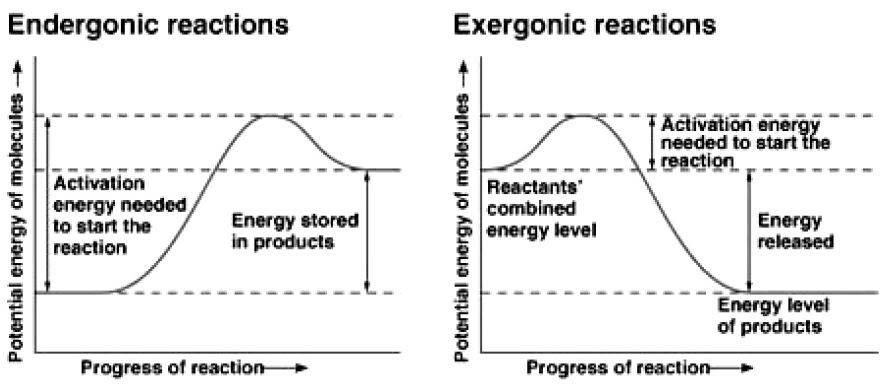 Endergonic reactions
Potential energy of molecules
Activation
energy needed
to start the
reaction
Energy stored
in products
Progress of reaction
Exergonic reactions
Potential energy of molecules
Activation energy
needed to start the
reaction
Reactants'
combined
energy level
Energy
released
Energy level
of products
Progress of reaction